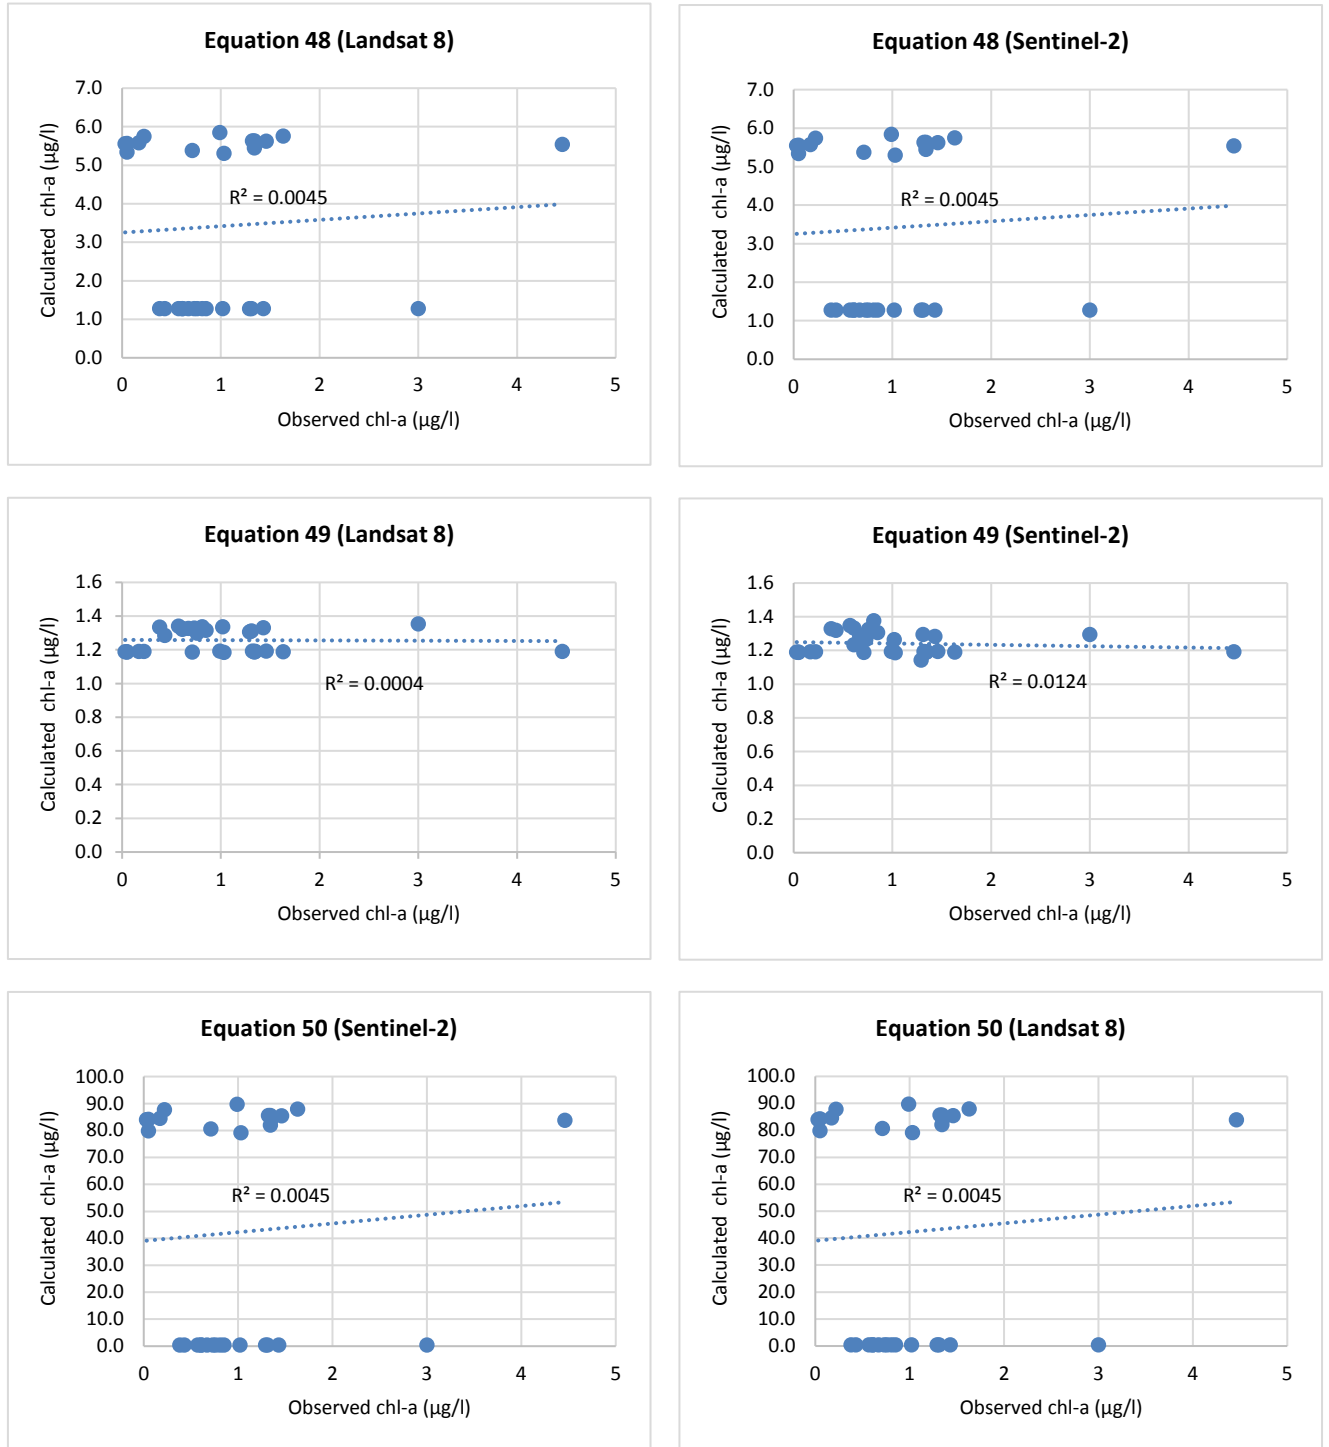 Equation 48 (Landsat 8)
Calculated chl-a (µg/l)
7.0
6.0
5.0
4.0
3.0
2.0
1.0
0.0
R² = 0.0045
0 1 2 3 4 5
Observed chl-a (µg/l)
Equation 48 (Sentinel-2)
Calculated chl-a (µg/l)
7.0
6.0
5.0
4.0
3.0
2.0
1.0
0.0
R² = 0.0045
0 1 2 3 4 5
Observed chl-a (µg/l)
Equation 49 (Landsat 8)
Calculated chl-a (µg/l)
1.6
1.4
1.2
1.0
0.8
0.6
0.4
0.2
0.0
R² = 0.0004
0 1 2 3 4 5
Observed chl-a (µg/l)
Equation 49 (Sentinel-2)
Calculated chl-a (µg/l)
1.6
1.4
1.2
1.0
0.8
0.6
0.4
0.2
0.0
R² = 0.0124
0 1 2 3 4 5
Observed chl-a (µg/l)
Equation 50 (Sentinel-2)
Calculated chl-a (µg/l)
100.0
90.0
80.0
70.0
60.0
50.0
40.0
30.0
20.0
10.0
0.0
R² = 0.0045
0 1 2 3 4 5
Observed chl-a (µg/l)
Equation 50 (Landsat 8)
Calculated chl-a (µg/l)
100.0
90.0
80.0
70.0
60.0
50.0
40.0
30.0
20.0
10.0
0.0
R² = 0.0045
0 1 2 3 4 5
Observed chl-a (µg/l)